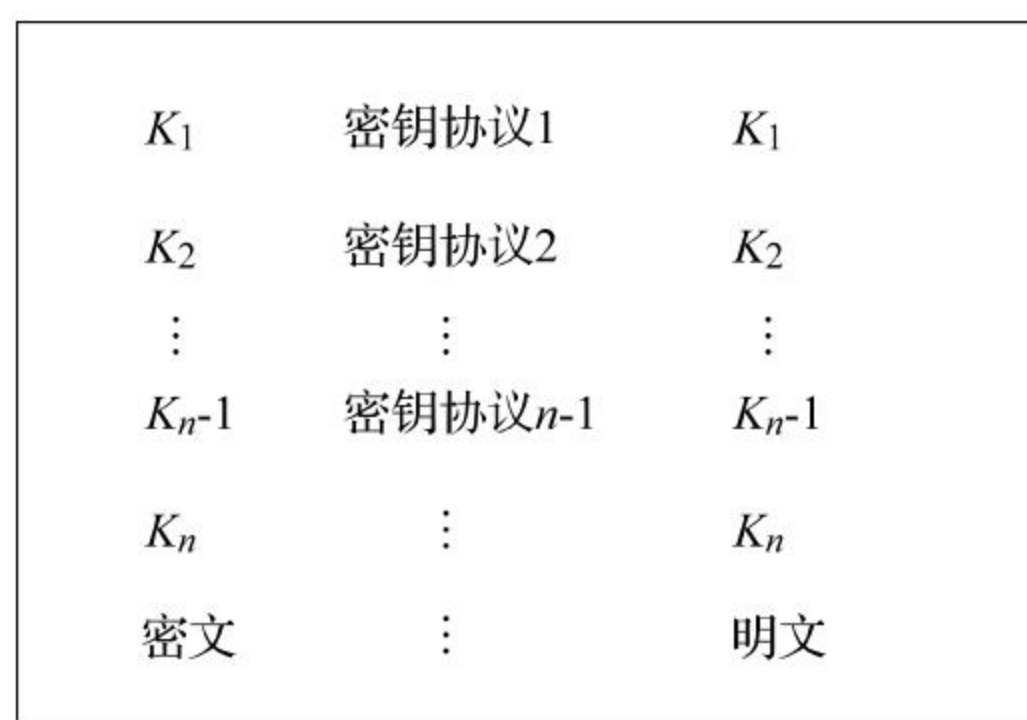 K₁ 密钥协议1 K₁
K₂ 密钥协议2 K₂
⋮ ⋮ ⋮
Kₙ-1 密钥协议n-1 Kₙ-1
Kₙ ⋮ Kₙ
密文 ⋮ 明文